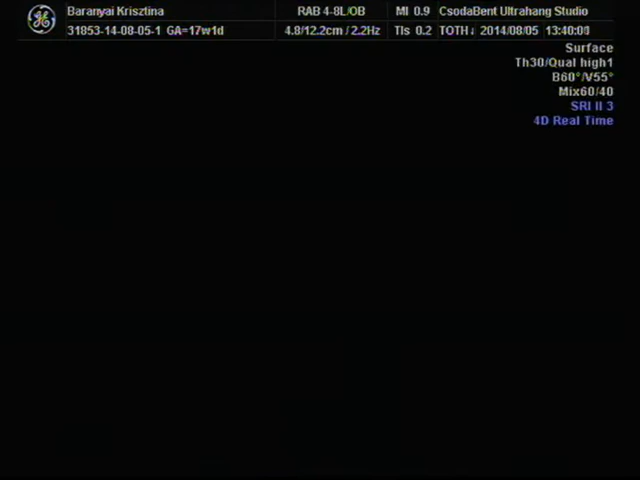 Baranyai Krisztina RAB 4-8L/OB MI 0.9 CsodaBent Ultrahang Studio
31853-14-08-05-1 GA=17w1d 4.8/12.2cm / 2.2Hz TIs 0.2 TOTH 2014/08/05 13:40:00
Surface
Th30/Qual high1
B60°/V55°
Mix60/40
SRI II 3
4D Real Time